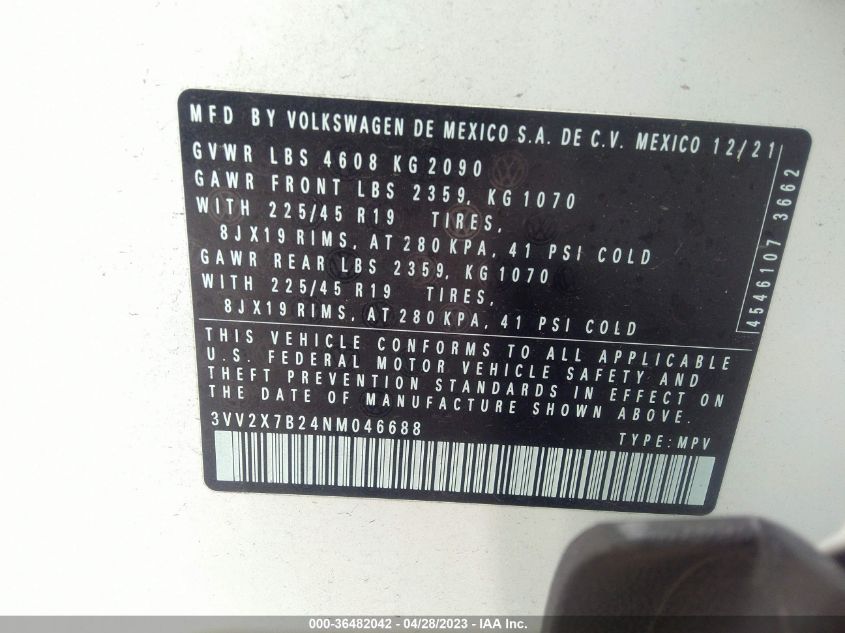 MFD BY VOLKSWAGEN DE MEXICO S.A. DE C.V. MEXICO 12/21
GVWR LBS 4608 KG 2090
GAWR FRONT LBS 2359, KG 1070
WITH 225/45 R19 TIRES,
8JX19 RIMS, AT 280 KPA, 41 PSI COLD
GAWR REAR LBS 2359, KG 1070
WITH 225/45 R19 TIRES,
8JX19 RIMS, AT 280 KPA, 41 PSI COLD
4546107 3662
THIS VEHICLE CONFORMS TO ALL APPLICABLE
U.S. FEDERAL MOTOR VEHICLE SAFETY AND
THEFT PREVENTION STANDARDS IN EFFECT ON
THE DATE OF MANUFACTURE SHOWN ABOVE.
3VV2X7B24NM046688
TYPE: MPV
000-36482042 - 04/28/2023 - IAA Inc.